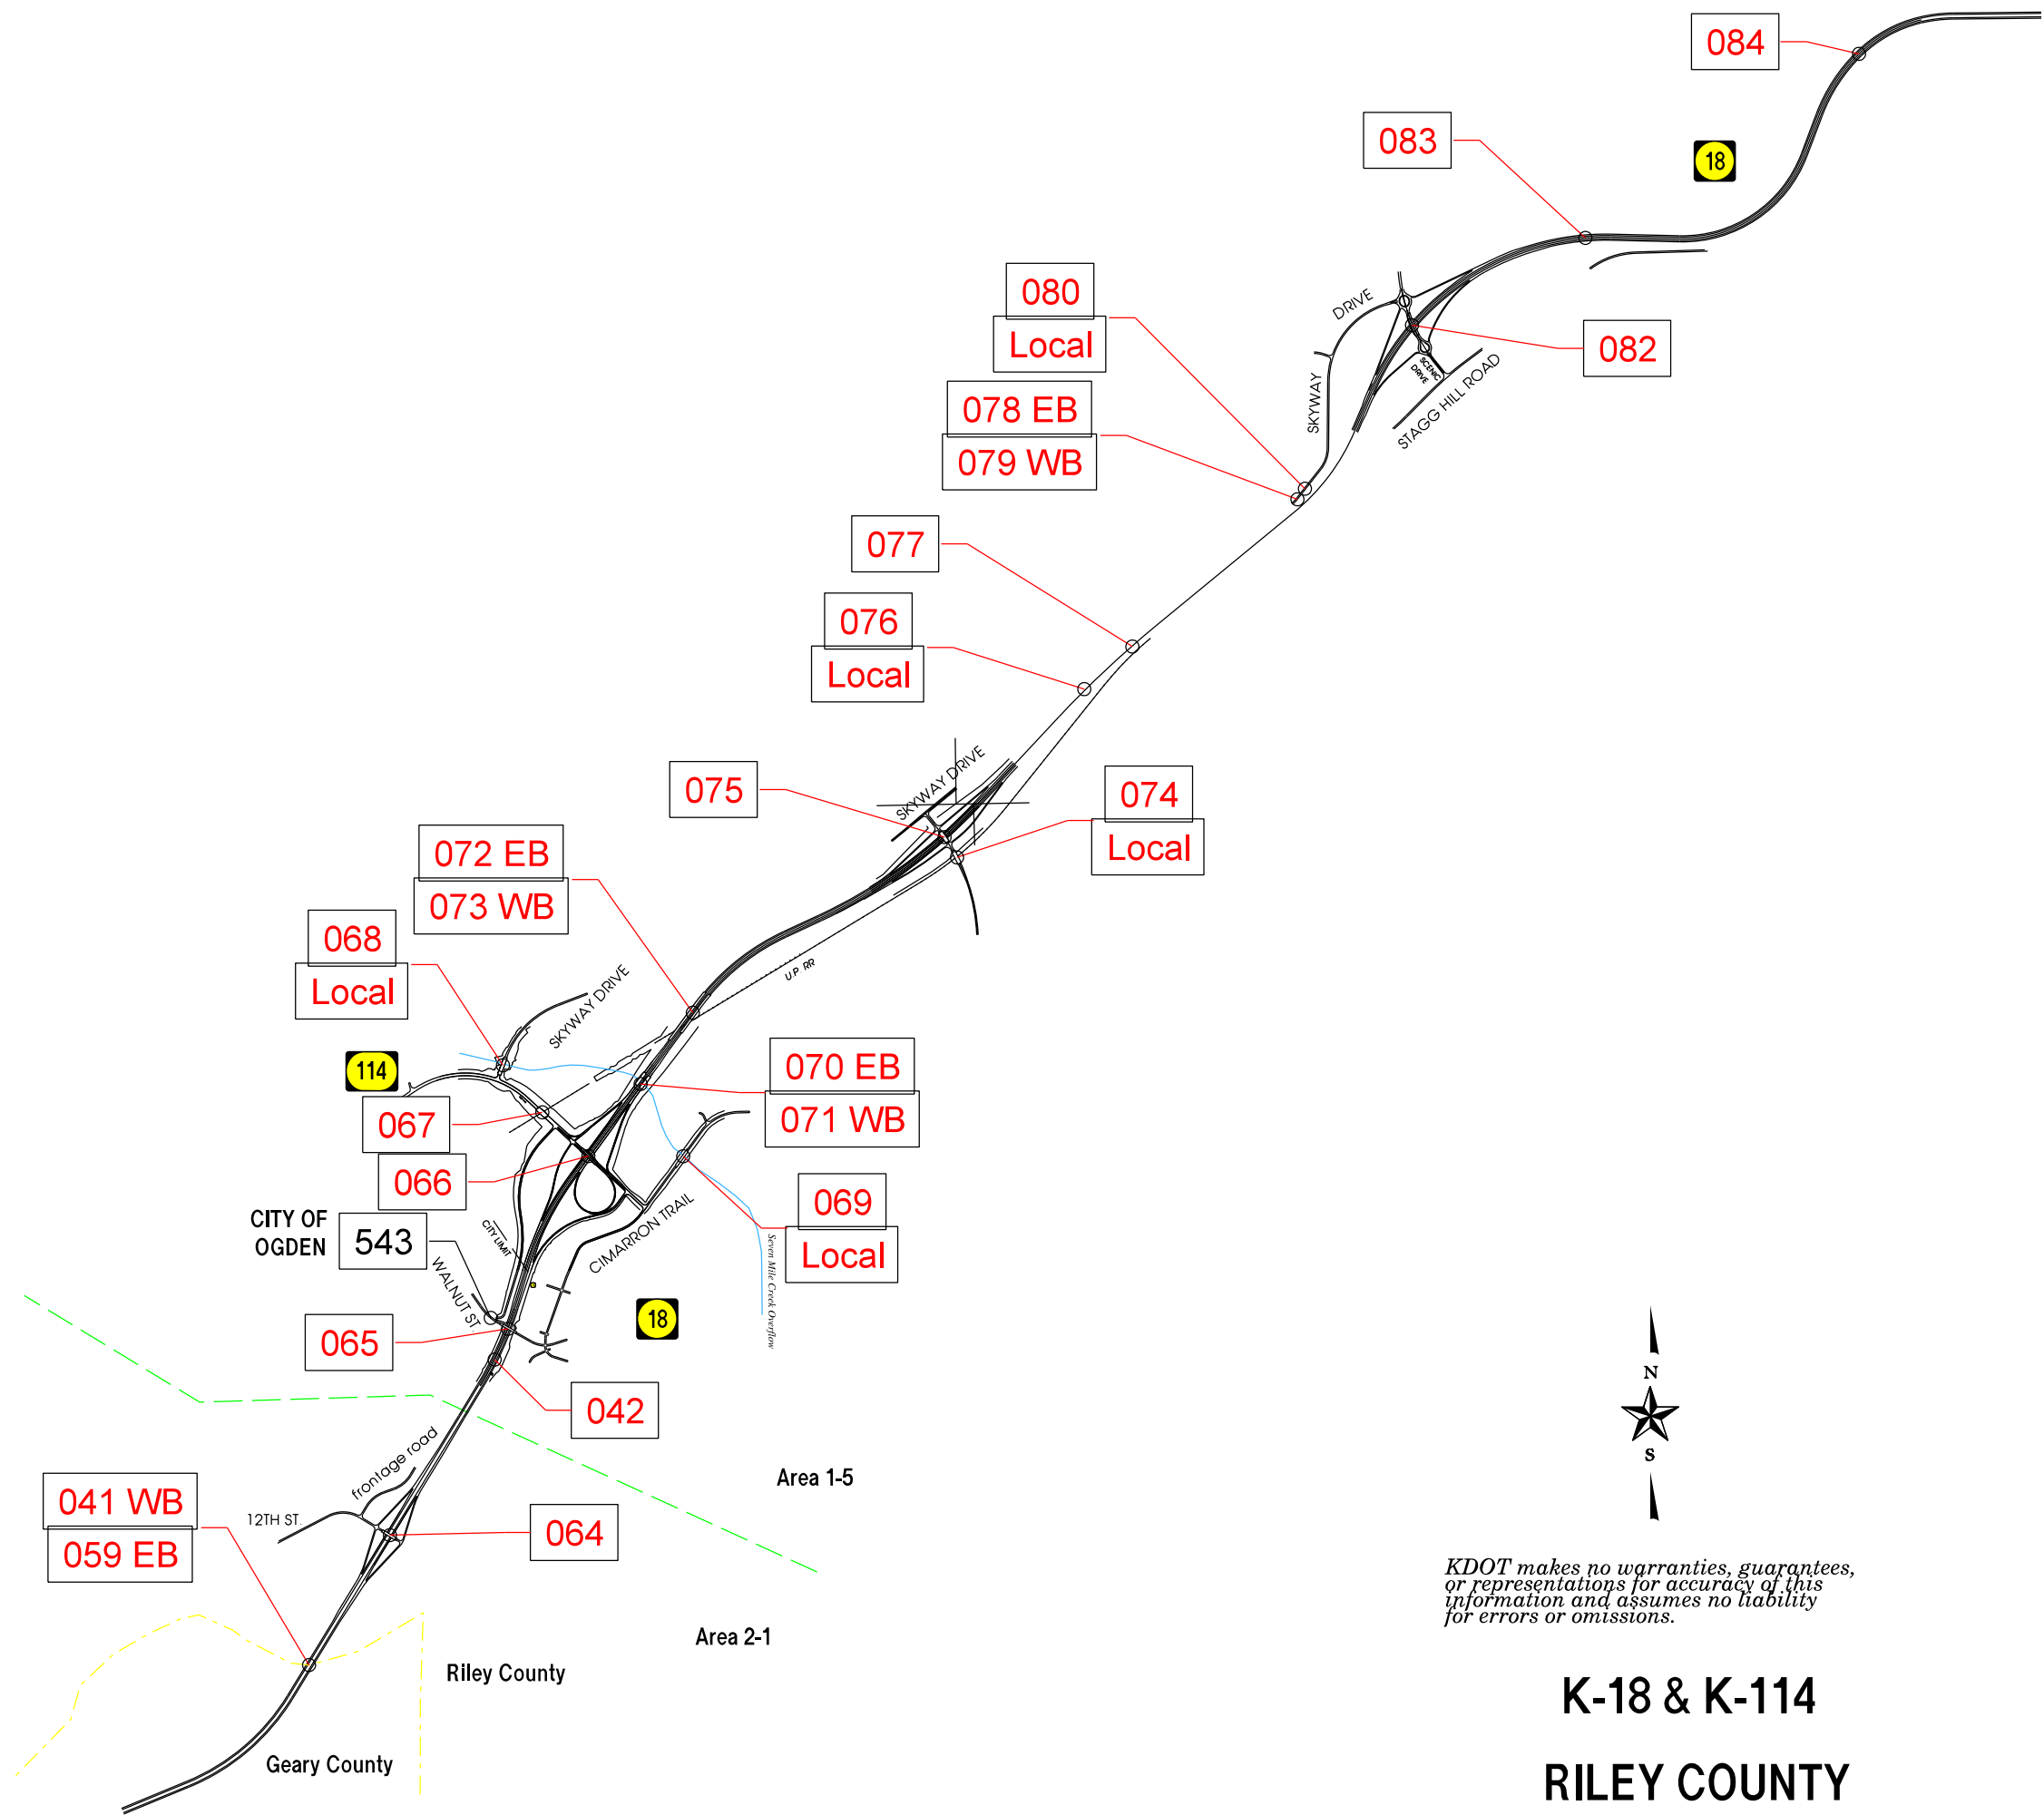 084
083
18
080
Local
DRIVE
082
SCENIC
DRIVE
SKYWAY
STAGG HILL ROAD
078 EB
079 WB
077
076
Local
SKYWAY DRIVE
075
074
Local
072 EB
073 WB
068
Local
SKYWAY DRIVE
U.P. RR
114
070 EB
071 WB
067
066
069
Local
CITY OF
OGDEN
543
CITY LIMIT
WALNUT ST.
CIMARRON TRAIL
Seven Mile Creek Overflow
18
065
042
frontage road
Area 1-5
041 WB
059 EB
12TH ST.
064
Area 2-1
Riley County
Geary County
N
S
KDOT makes no warranties, guarantees,
or representations for accuracy of this
information and assumes no liability
for errors or omissions.
K-18 & K-114
RILEY COUNTY